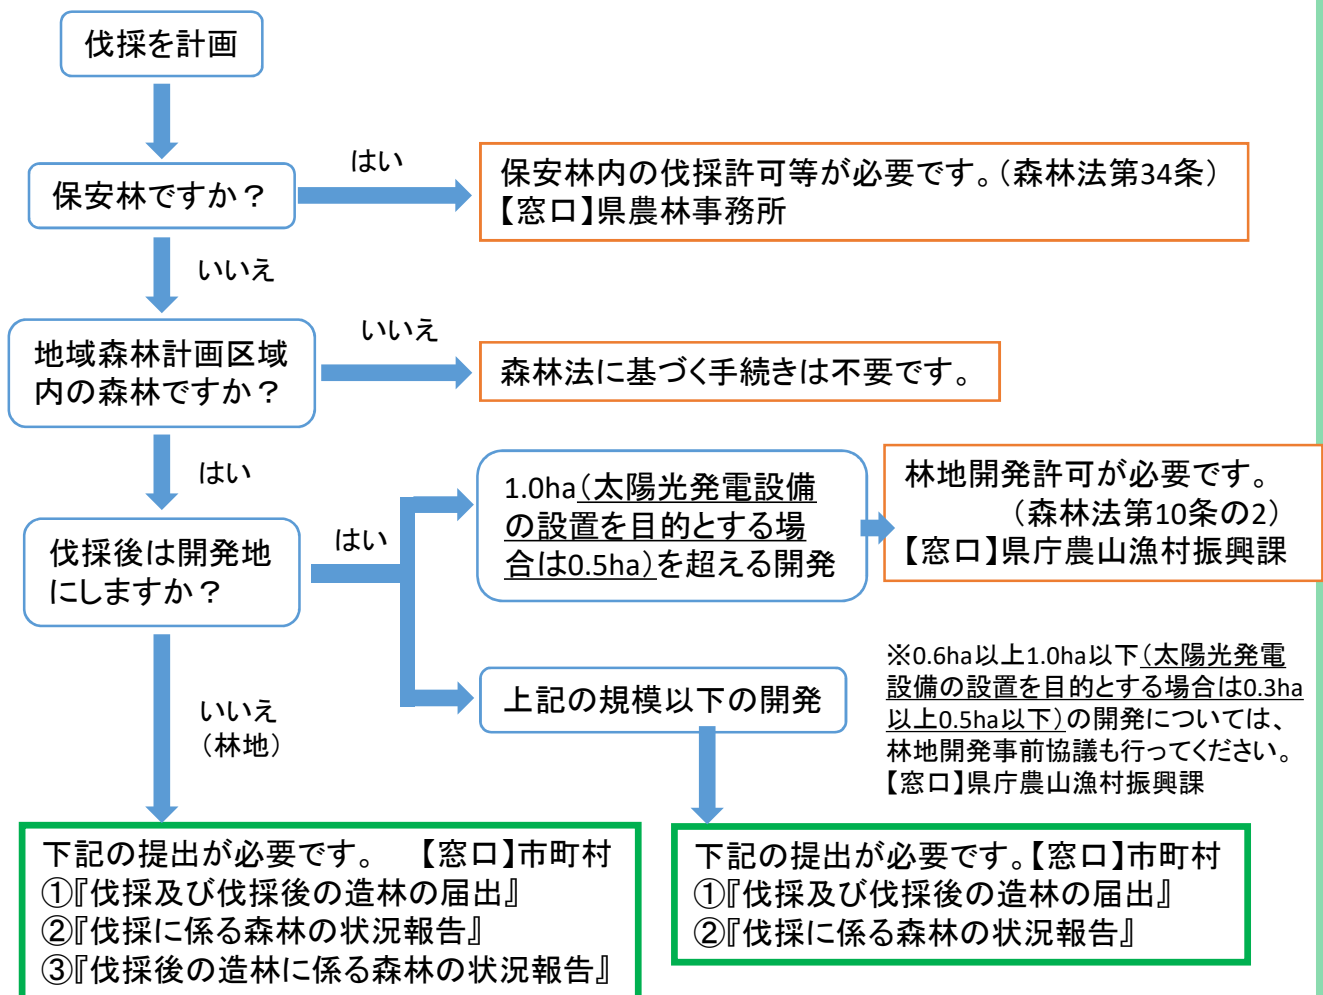 伐採を計画
保安林ですか？
はい
保安林内の伐採許可等が必要です。（森林法第34条）
【窓口】県農林事務所
いいえ
地域森林計画区域
内の森林ですか？
いいえ
森林法に基づく手続きは不要です。
はい
伐採後は開発地
にしますか？
はい
1.0ha（太陽光発電設備
の設置を目的とする場
合は0.5ha）を超える開発
林地開発許可が必要です。
（森林法第10条の2）
【窓口】県庁農山漁村振興課
上記の規模以下の開発
※0.6ha以上1.0ha以下（太陽光発電
設備の設置を目的とする場合は0.3ha
以上0.5ha以下）の開発については、
林地開発事前協議も行ってください。
【窓口】県庁農山漁村振興課
いいえ
（林地）
下記の提出が必要です。　【窓口】市町村
①『伐採及び伐採後の造林の届出』
②『伐採に係る森林の状況報告』
③『伐採後の造林に係る森林の状況報告』
下記の提出が必要です。【窓口】市町村
①『伐採及び伐採後の造林の届出』
②『伐採に係る森林の状況報告』